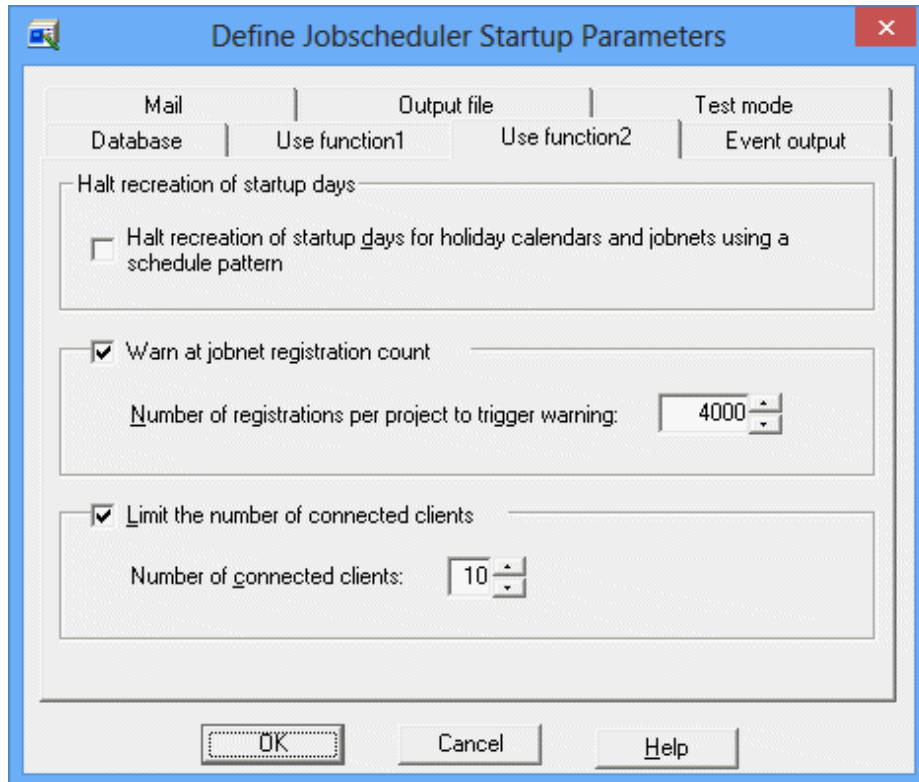 Define Jobscheduler Startup Parameters
Mail Output file Test mode
Database Use function1 Use function2 Event output
Halt recreation of startup days
Halt recreation of startup days for holiday calendars and jobnets using a
schedule pattern
Warn at jobnet registration count
Number of registrations per project to trigger warning: 4000
Limit the number of connected clients
Number of connected clients: 10
OK Cancel Help